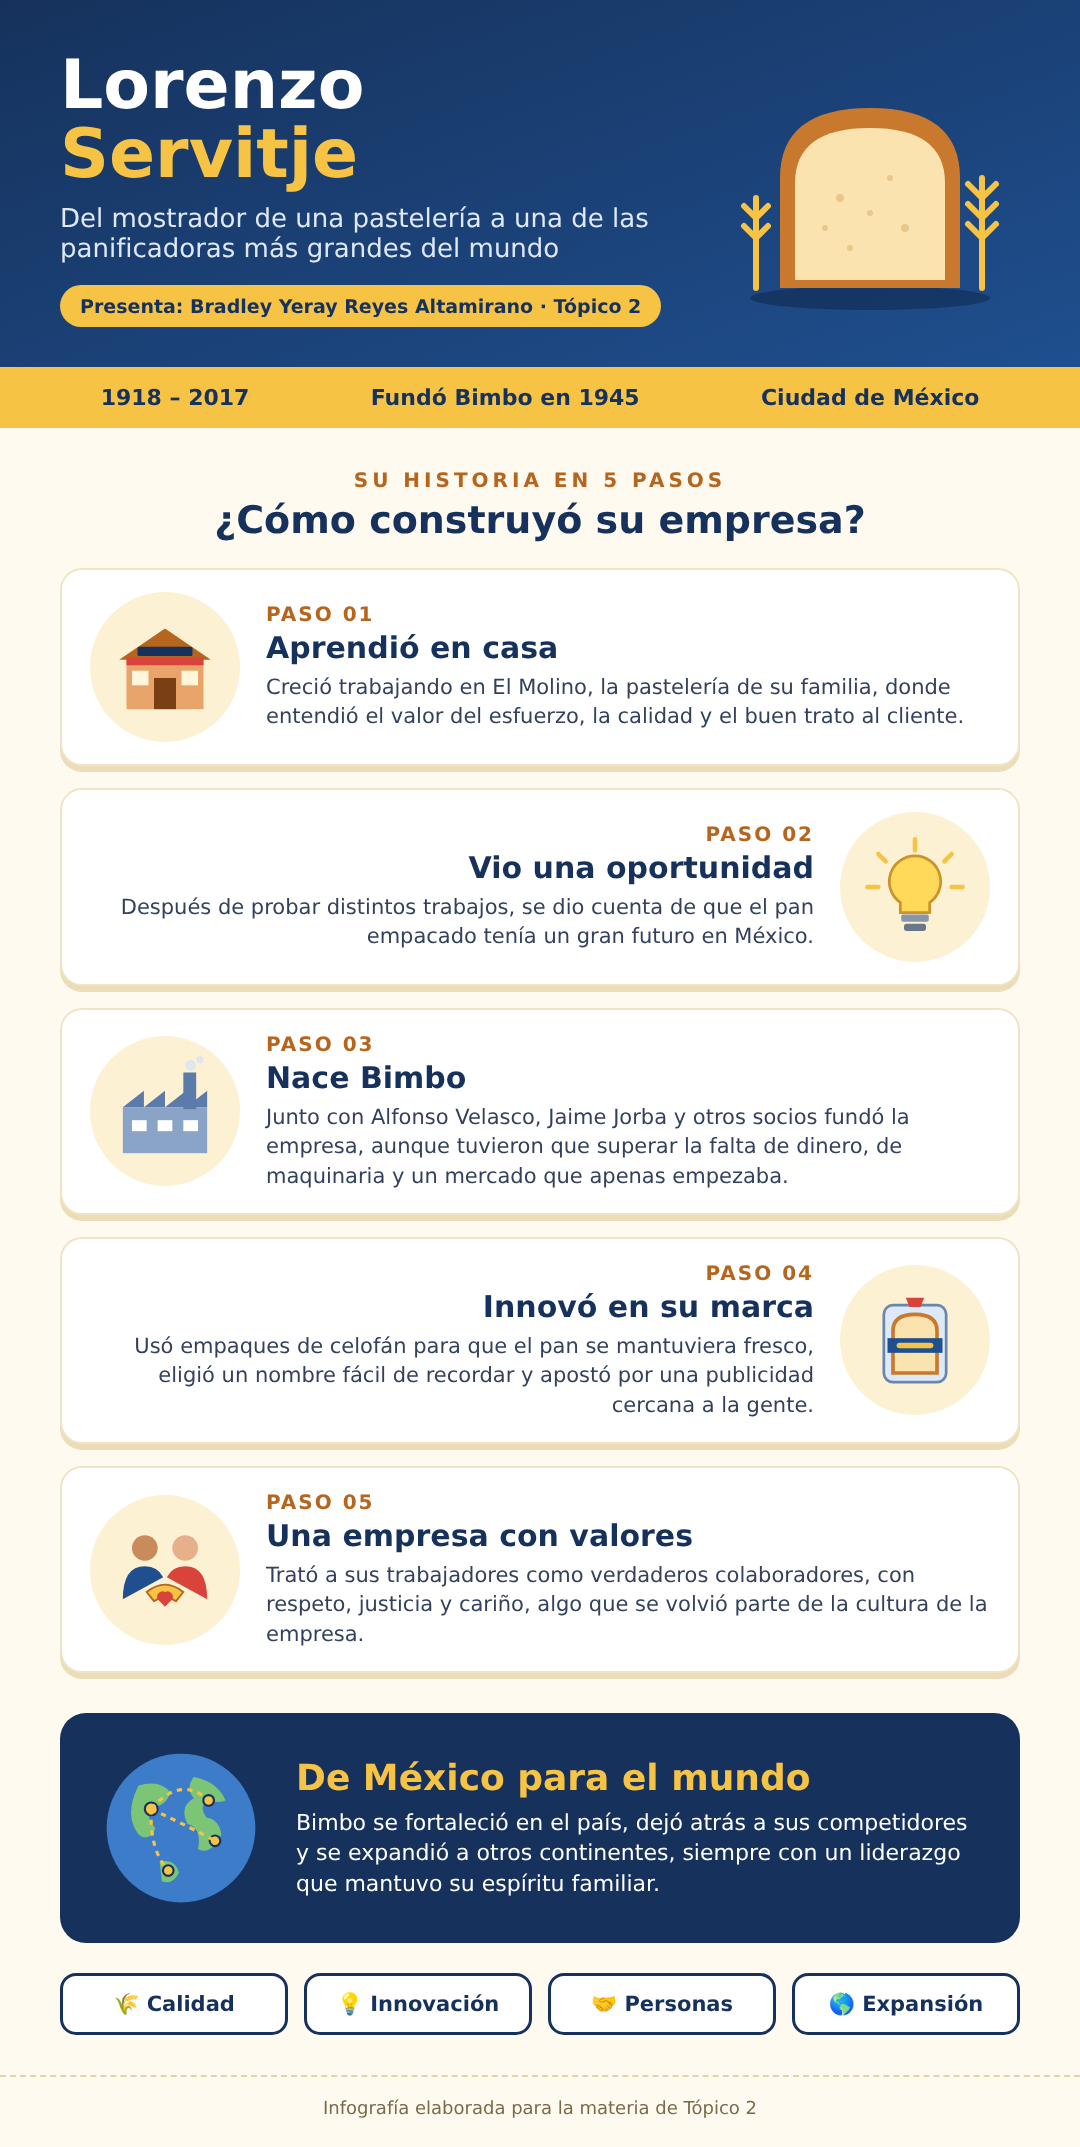 Lorenzo
Servitje
Del mostrador de una pastelería a una de las
panificadoras más grandes del mundo
Presenta: Bradley Yeray Reyes Altamirano · Tópico 2
1918 – 2017
Fundó Bimbo en 1945
Ciudad de México
SU HISTORIA EN 5 PASOS
¿Cómo construyó su empresa?
PASO 01
Aprendió en casa
Creció trabajando en El Molino, la pastelería de su familia, donde
entendió el valor del esfuerzo, la calidad y el buen trato al cliente.
PASO 02
Vio una oportunidad
Después de probar distintos trabajos, se dio cuenta de que el pan
empacado tenía un gran futuro en México.
PASO 03
Nace Bimbo
Junto con Alfonso Velasco, Jaime Jorba y otros socios fundó la
empresa, aunque tuvieron que superar la falta de dinero, de
maquinaria y un mercado que apenas empezaba.
PASO 04
Innovó en su marca
Usó empaques de celofán para que el pan se mantuviera fresco,
eligió un nombre fácil de recordar y apostó por una publicidad
cercana a la gente.
PASO 05
Una empresa con valores
Trató a sus trabajadores como verdaderos colaboradores, con
respeto, justicia y cariño, algo que se volvió parte de la cultura de la
empresa.
De México para el mundo
Bimbo se fortaleció en el país, dejó atrás a sus competidores
y se expandió a otros continentes, siempre con un liderazgo
que mantuvo su espíritu familiar.
🌾 Calidad
💡 Innovación
🤝 Personas
🌎 Expansión
Infografía elaborada para la materia de Tópico 2